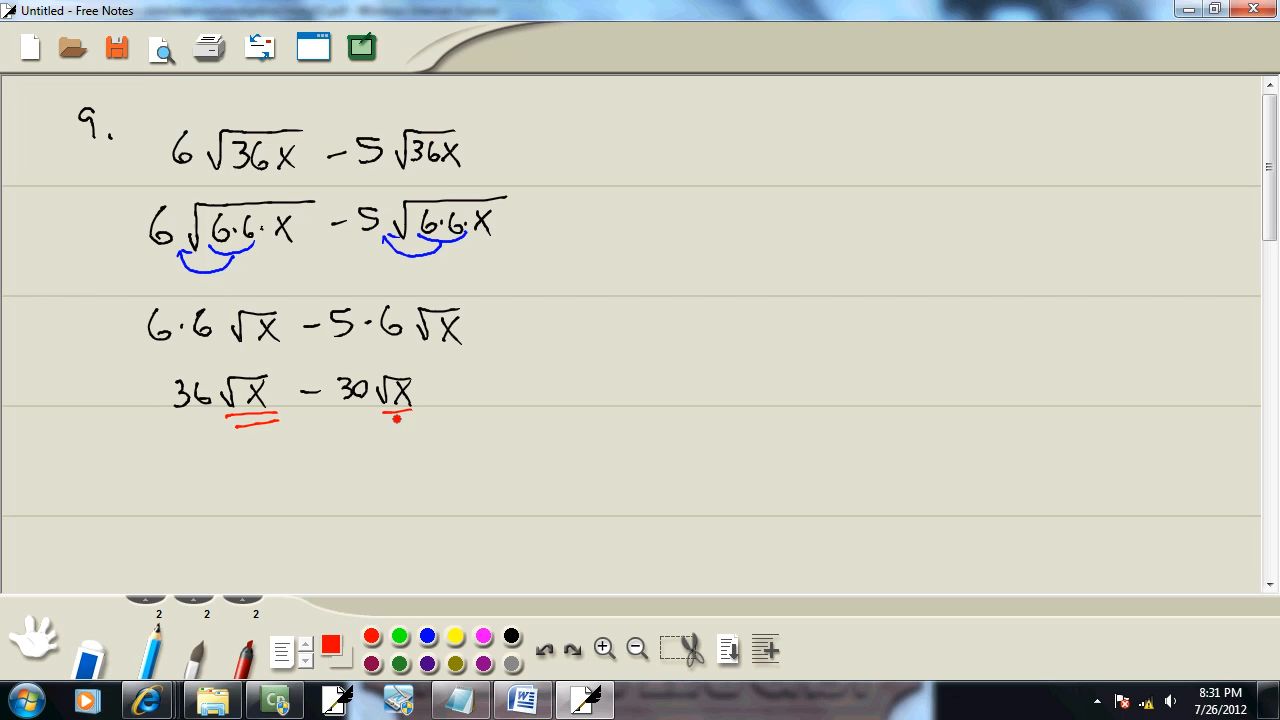 Untitled - Free Notes
9.
6 √36x - 5 √36x
6 √6·6·x - 5 √6·6·x
6·6 √x - 5·6 √x
36 √x - 30 √x
2 2 2
8:31 PM
7/26/2012